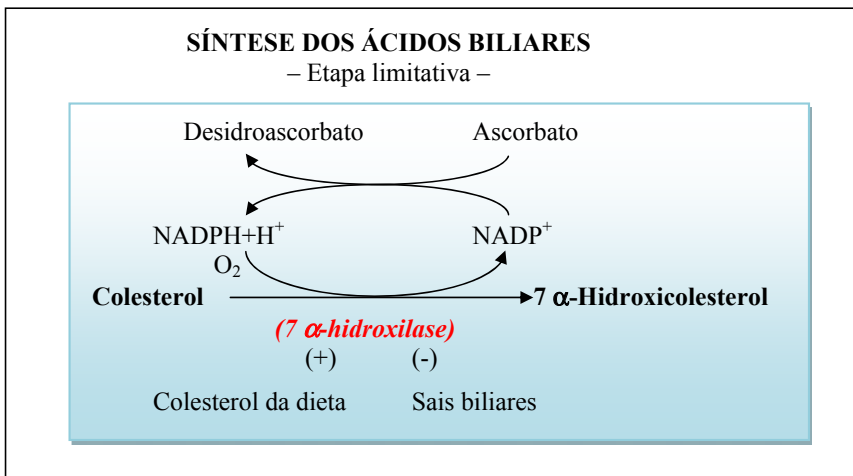 SÍNTESE DOS ÁCIDOS BILIARES
– Etapa limitativa –
Desidroascorbato Ascorbato
NADPH+H⁺ NADP⁺
O₂
Colesterol 7 α-Hidroxicolesterol
(7 α-hidroxilase)
(+) (-)
Colesterol da dieta Sais biliares